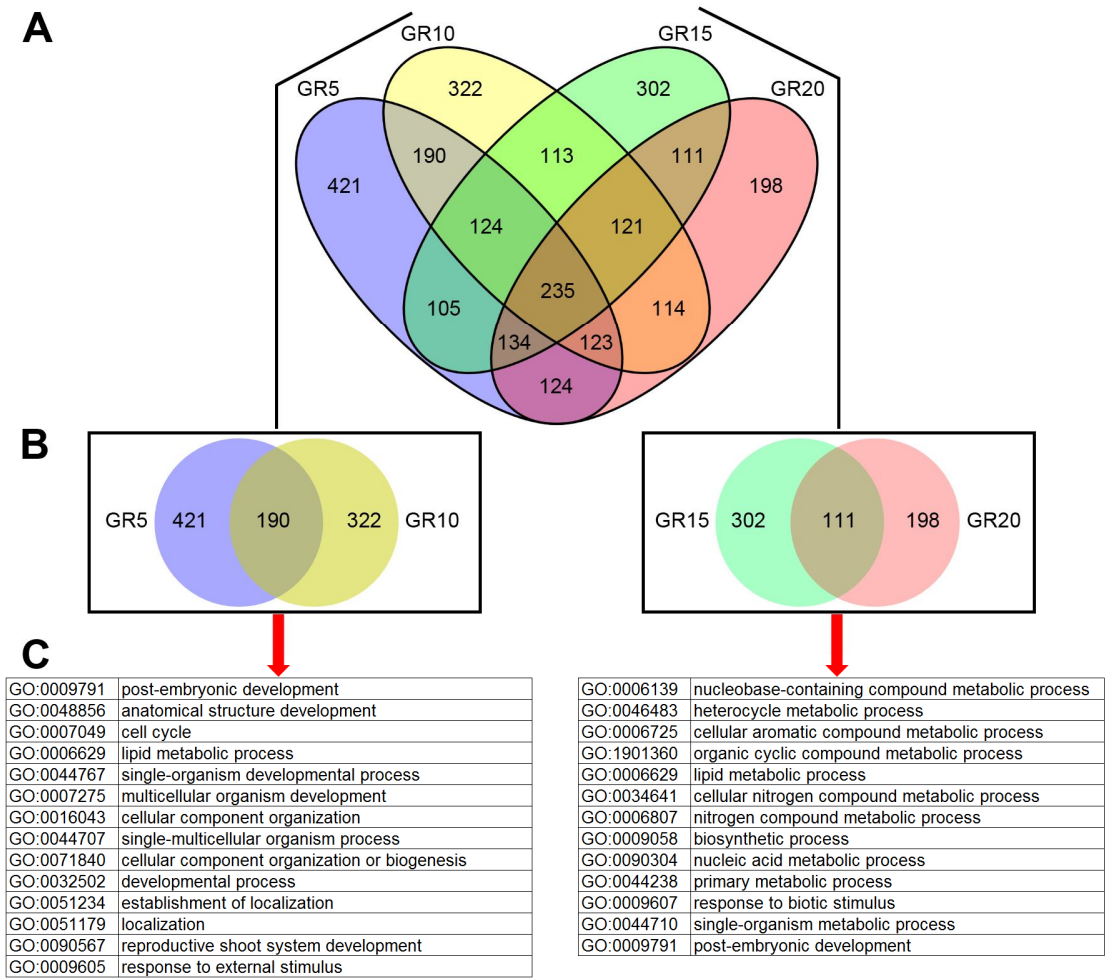 A
GR10
GR15
GR5
GR20
322
302
190
113
111
421
198
124
121
235
105
114
134
123
124
B
GR5
421
190
322
GR10
GR15
302
111
198
GR20
C
GO:0009791 post-embryonic development
GO:0048856 anatomical structure development
GO:0007049 cell cycle
GO:0006629 lipid metabolic process
GO:0044767 single-organism developmental process
GO:0007275 multicellular organism development
GO:0016043 cellular component organization
GO:0044707 single-multicellular organism process
GO:0071840 cellular component organization or biogenesis
GO:0032502 developmental process
GO:0051234 establishment of localization
GO:0051179 localization
GO:0090567 reproductive shoot system development
GO:0009605 response to external stimulus
GO:0006139 nucleobase-containing compound metabolic process
GO:0046483 heterocycle metabolic process
GO:0006725 cellular aromatic compound metabolic process
GO:1901360 organic cyclic compound metabolic process
GO:0006629 lipid metabolic process
GO:0034641 cellular nitrogen compound metabolic process
GO:0006807 nitrogen compound metabolic process
GO:0009058 biosynthetic process
GO:0090304 nucleic acid metabolic process
GO:0044238 primary metabolic process
GO:0009607 response to biotic stimulus
GO:0044710 single-organism metabolic process
GO:0009791 post-embryonic development